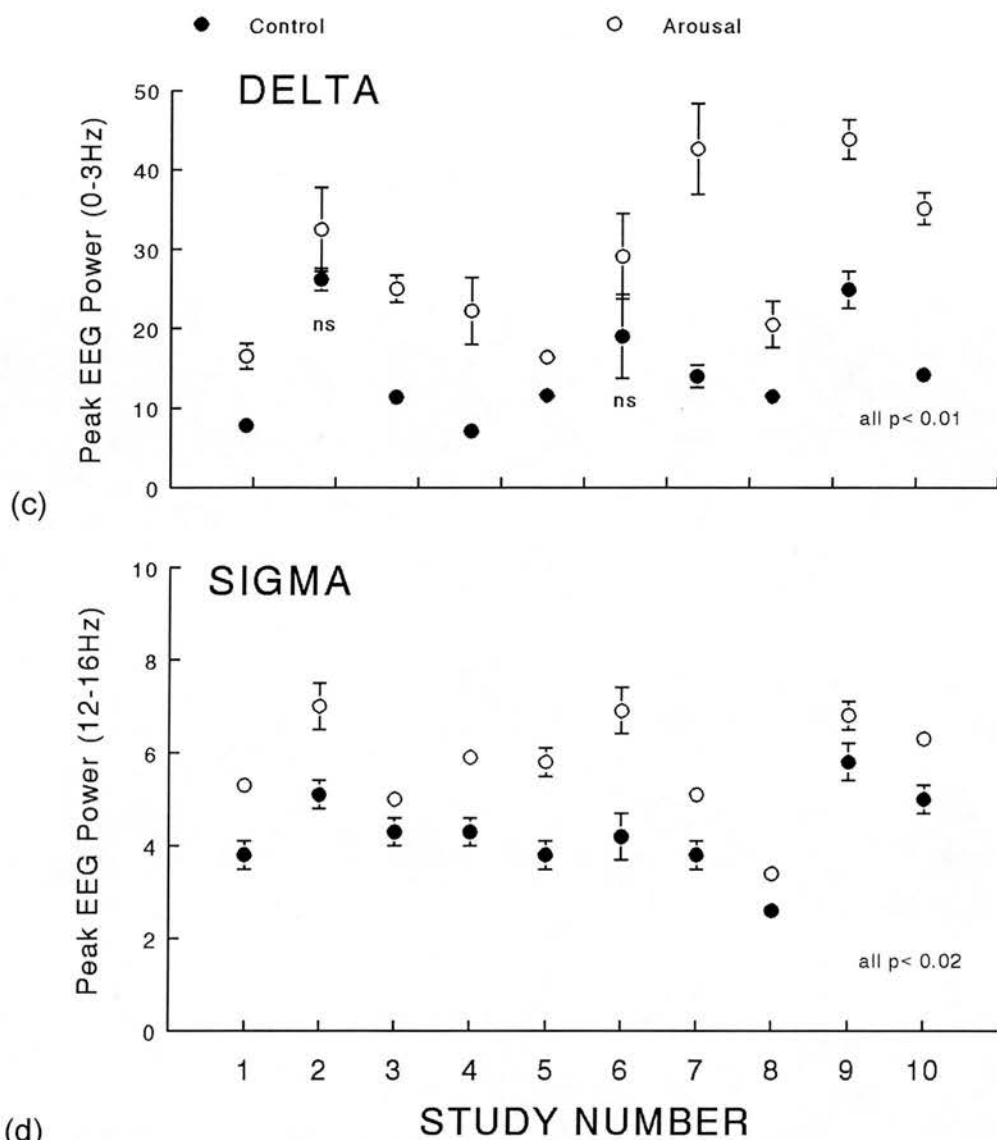 Control Arousal
DELTA
Peak EEG Power (0-3Hz)
50
40
30
20
10
0
ns
ns
all p< 0.01
(c)
SIGMA
Peak EEG Power (12-16Hz)
10
8
6
4
2
0
all p< 0.02
1 2 3 4 5 6 7 8 9 10
STUDY NUMBER
(d)